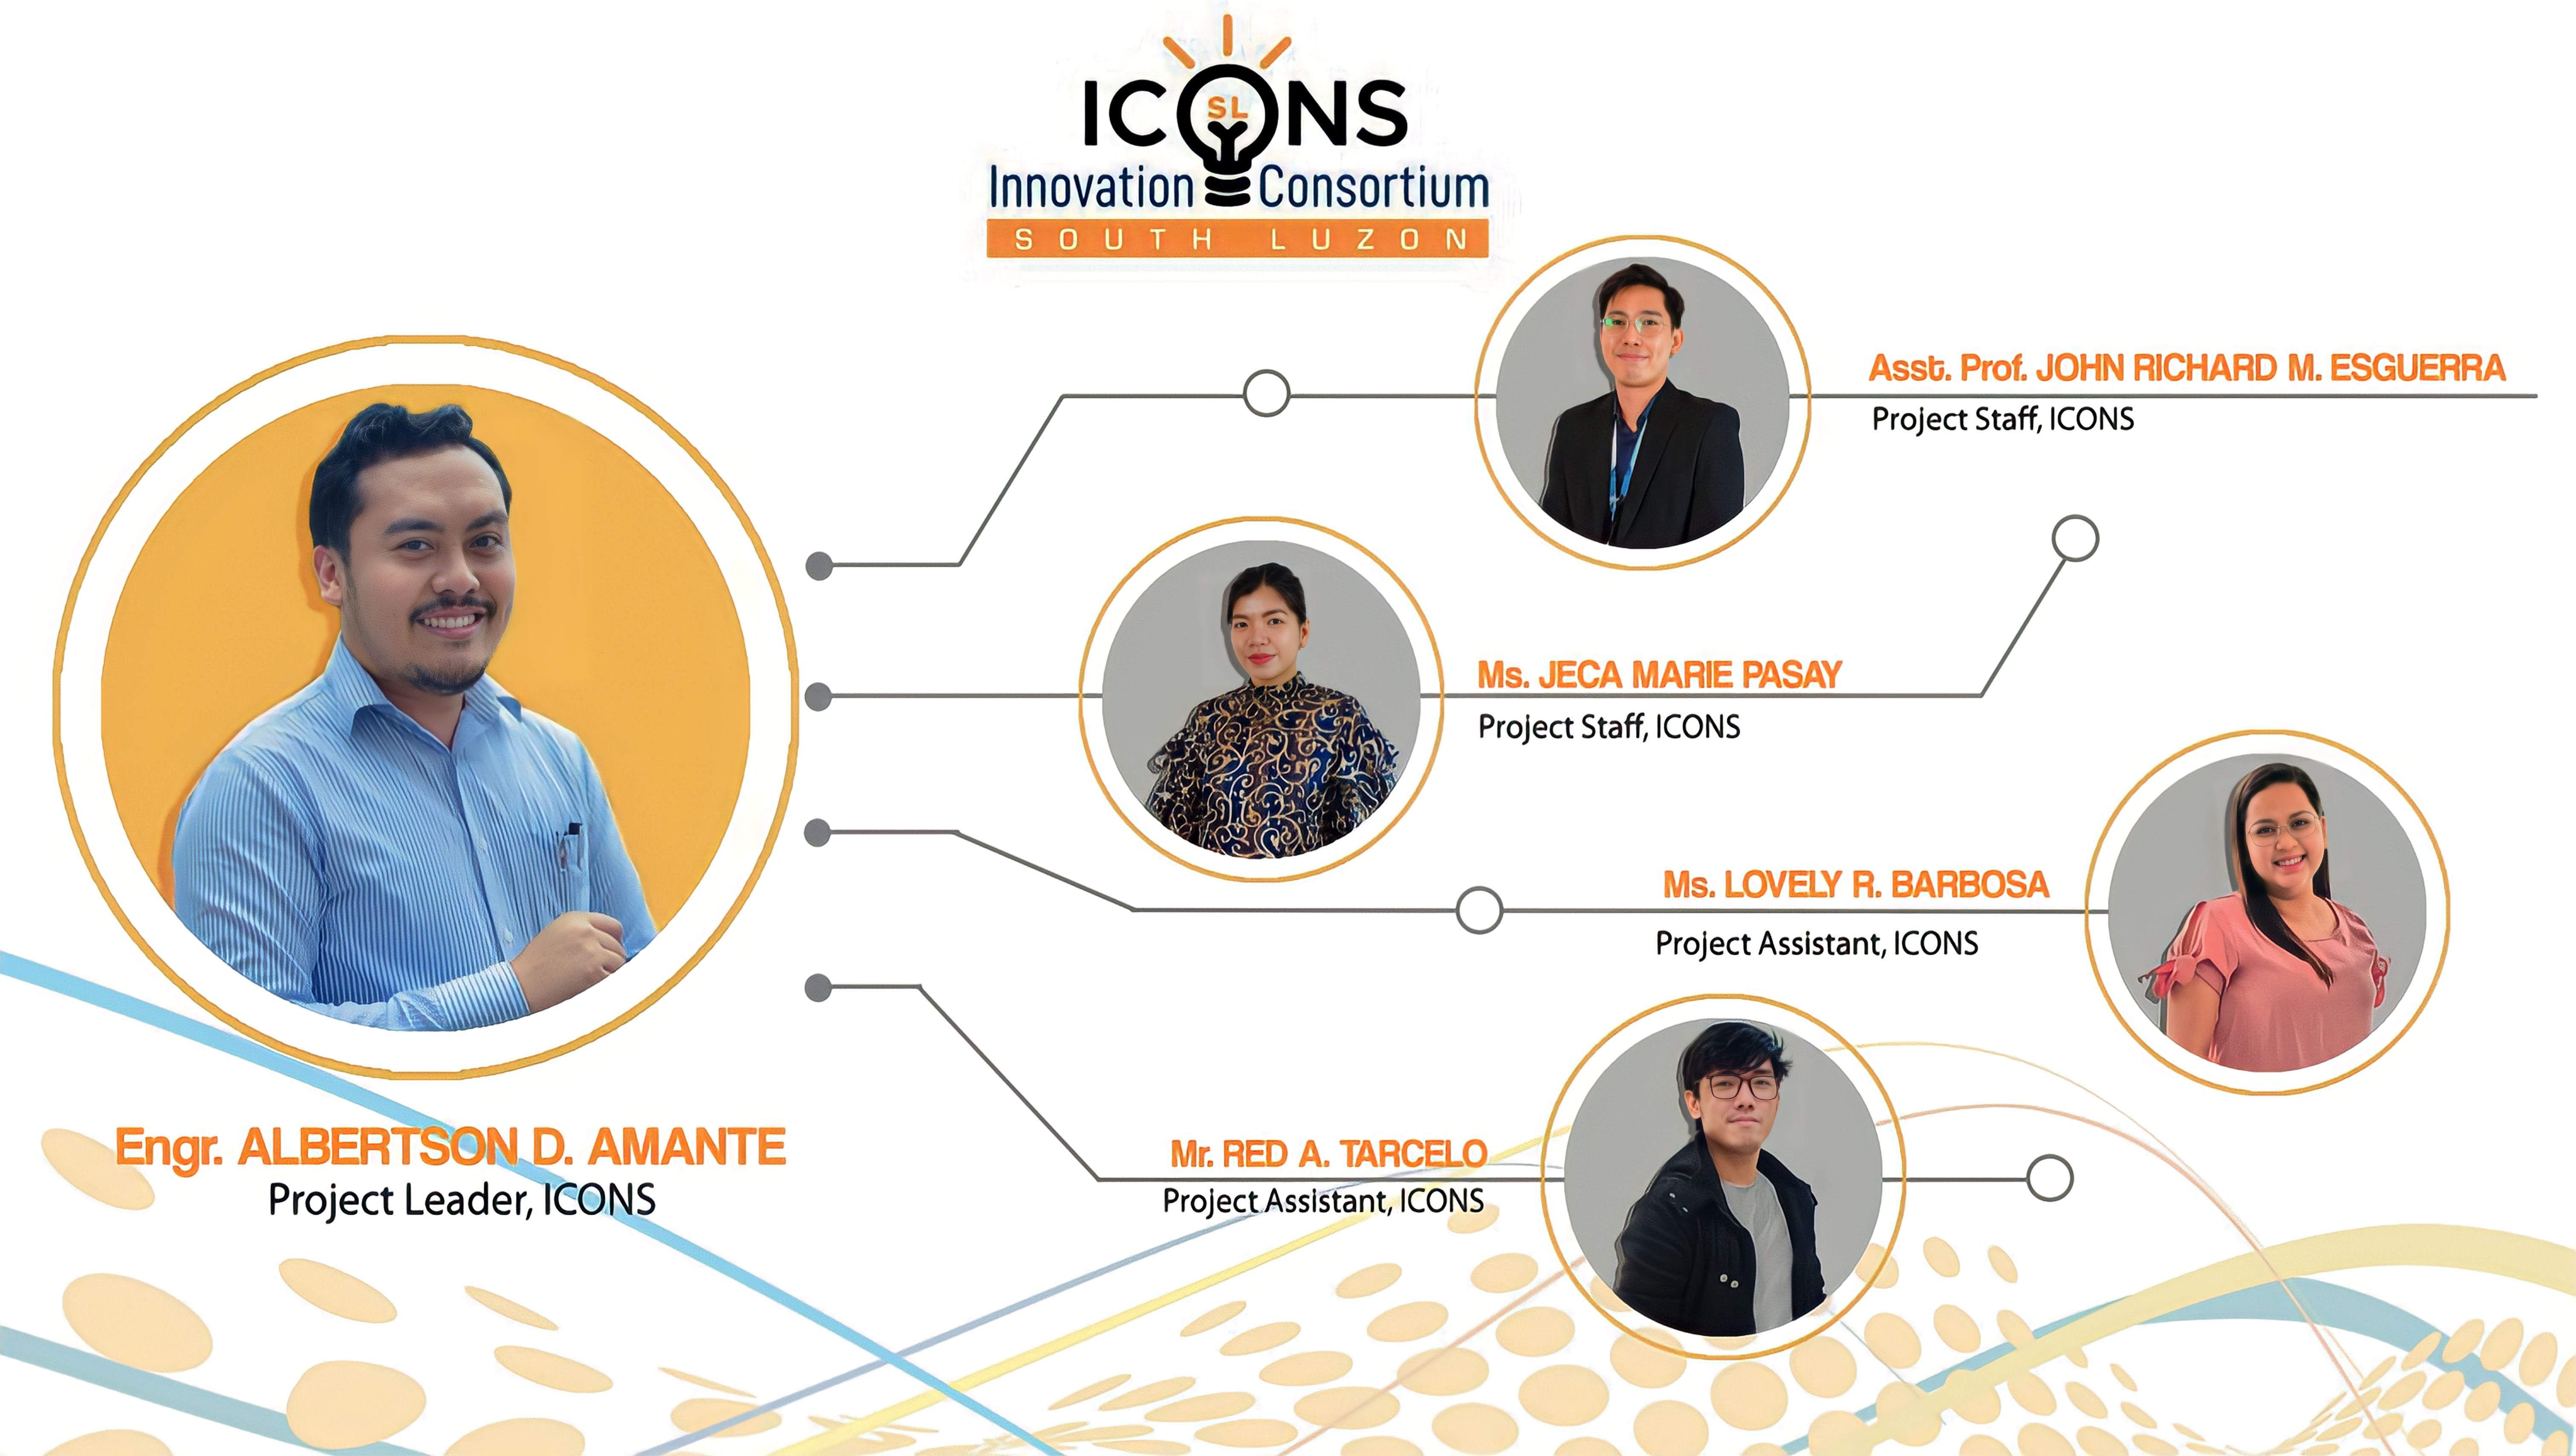 ICONS
SL
Innovation Consortium
SOUTH LUZON
Asst. Prof. JOHN RICHARD M. ESGUERRA
Project Staff, ICONS
Ms. JECA MARIE PASAY
Project Staff, ICONS
Ms. LOVELY R. BARBOSA
Project Assistant, ICONS
Mr. RED A. TARCELO
Project Assistant, ICONS
Engr. ALBERTSON D. AMANTE
Project Leader, ICONS